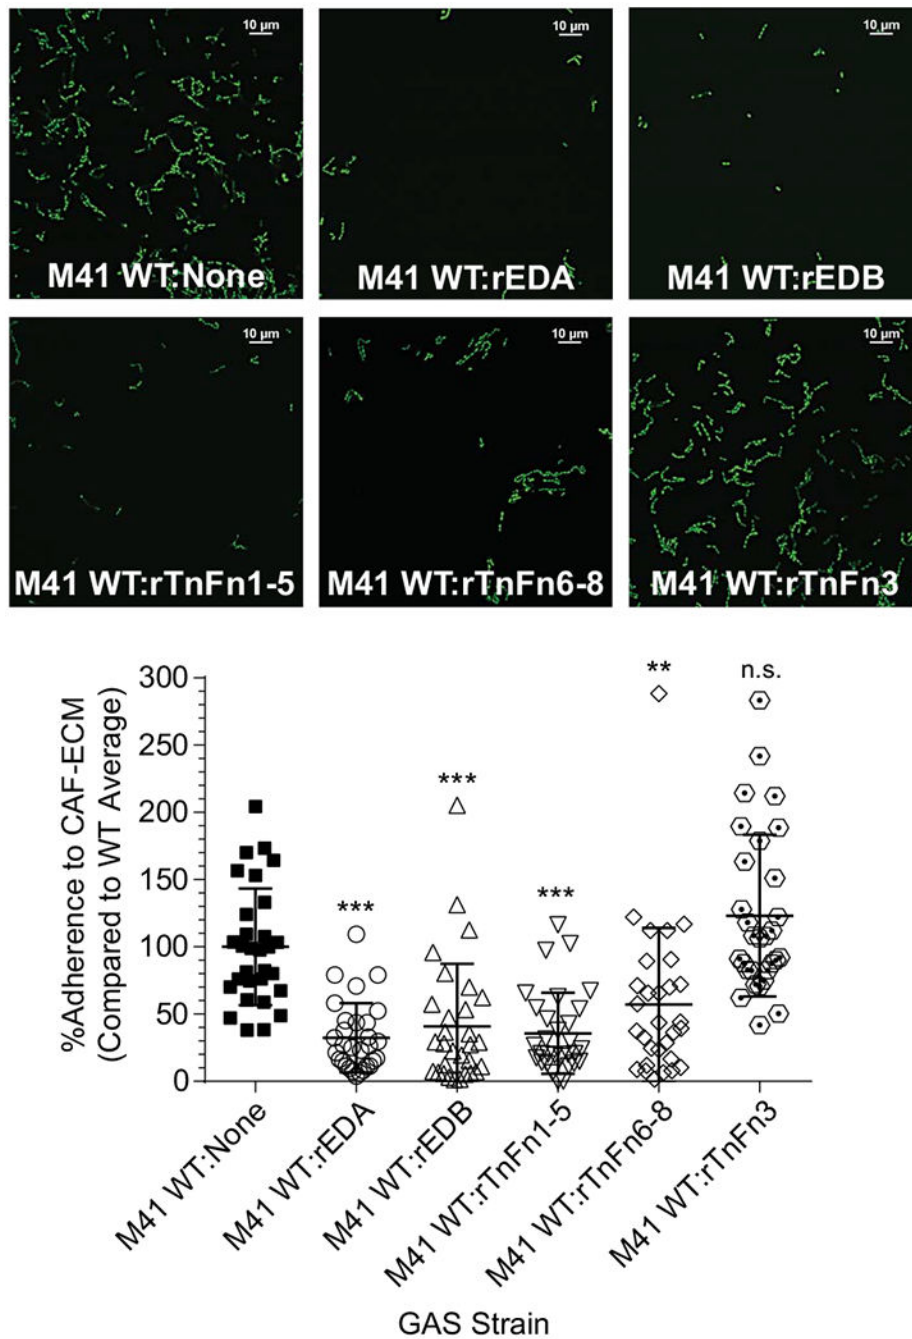 10 μm
10 μm
10 μm
M41 WT:None
M41 WT:rEDA
M41 WT:rEDB
10 μm
10 μm
10 μm
M41 WT:rTnFn1-5
M41 WT:rTnFn6-8
M41 WT:rTnFn3
%Adherence to CAF-ECM
(Compared to WT Average)
300
250
200
150
100
50
0
***
***
***
**
n.s.
M41 WT:None
M41 WT:rEDA
M41 WT:rEDB
M41 WT:rTnFn1-5
M41 WT:rTnFn6-8
M41 WT:rTnFn3
GAS Strain